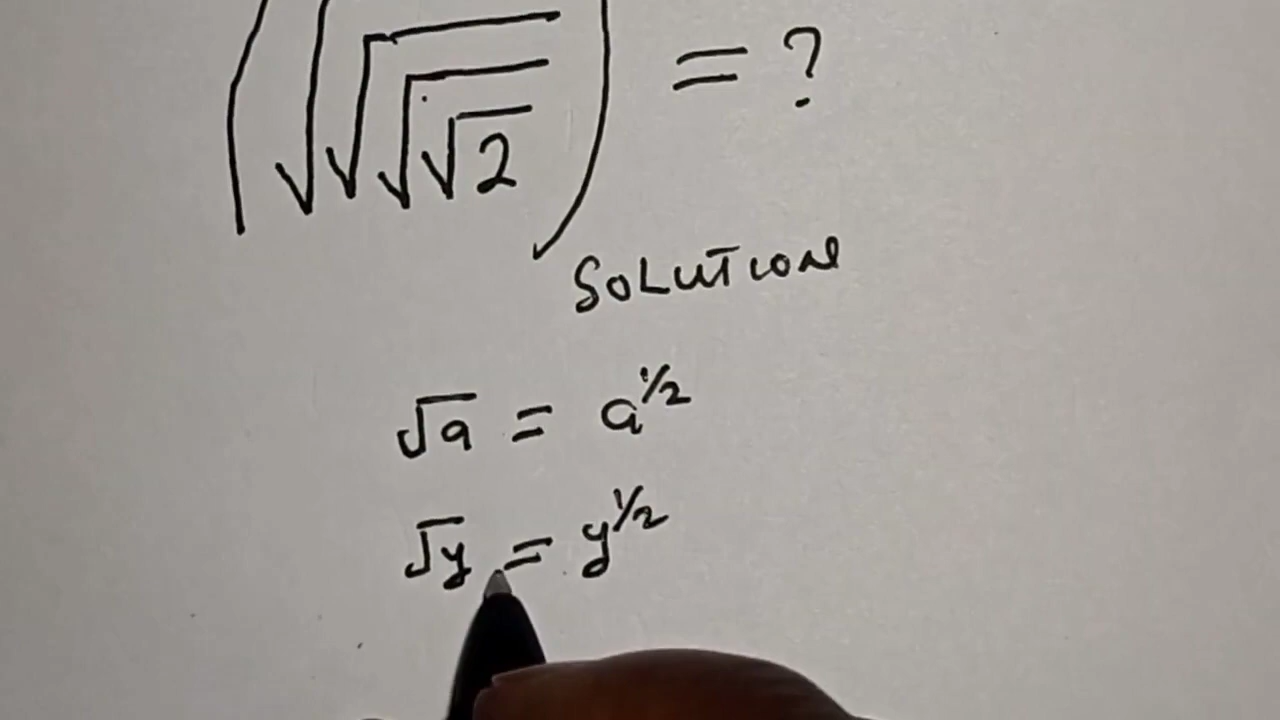 (√√√√2) = ?
SOLUTION
√a = a^1/2
√y = y^1/2